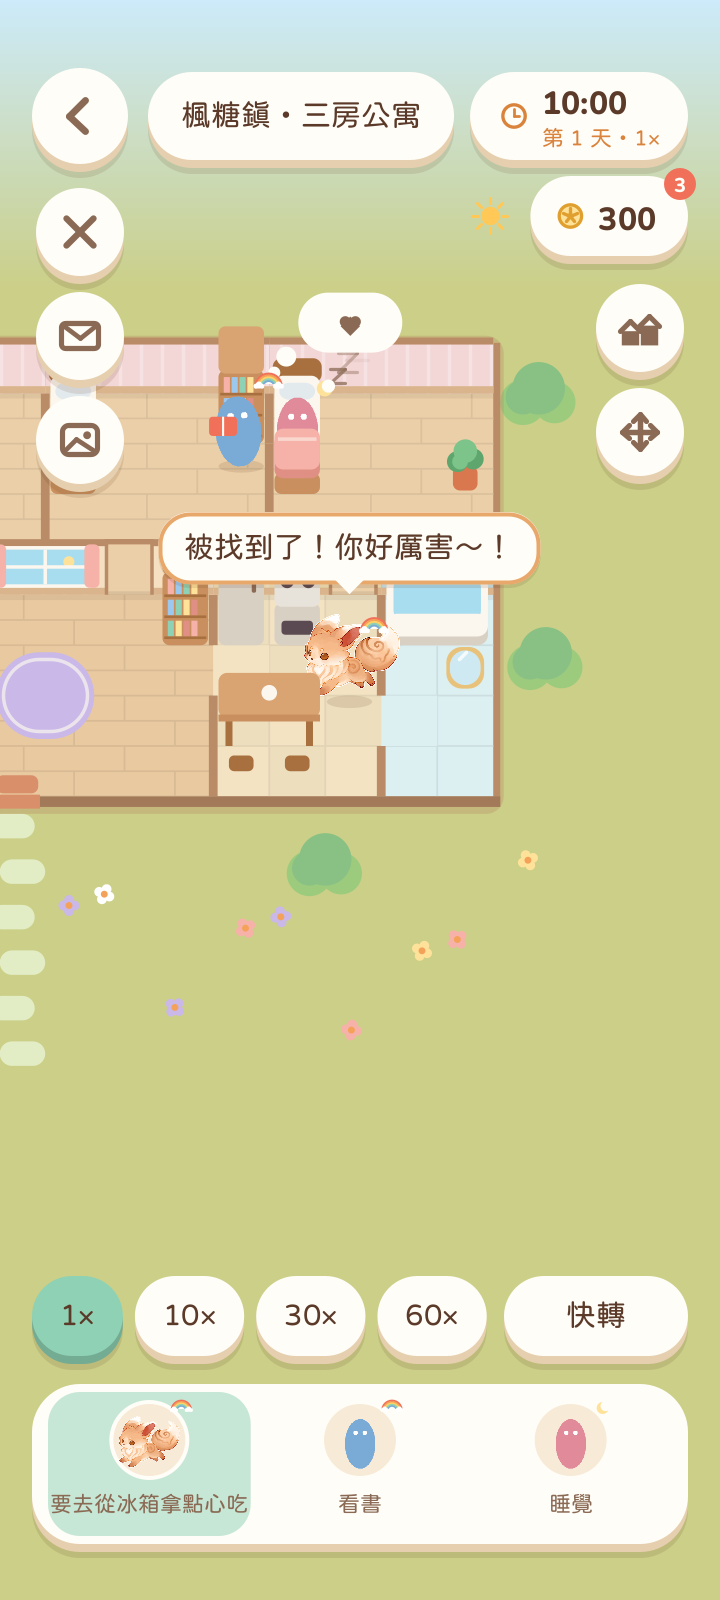 楓糖鎮・三房公寓
10:00
第 1 天・1×
3
300
被找到了！你好厲害～！
1×
10×
30×
60×
快轉
要去從冰箱拿點心吃
看書
睡覺